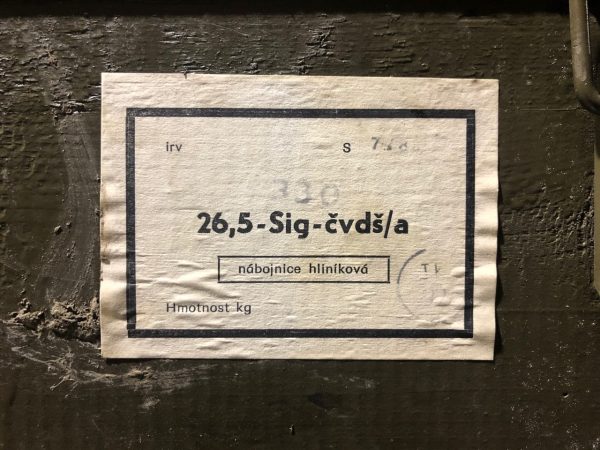 irv S
330
26,5-Sig-čvdš/a
nábojnice hliníková
Hmotnost kg